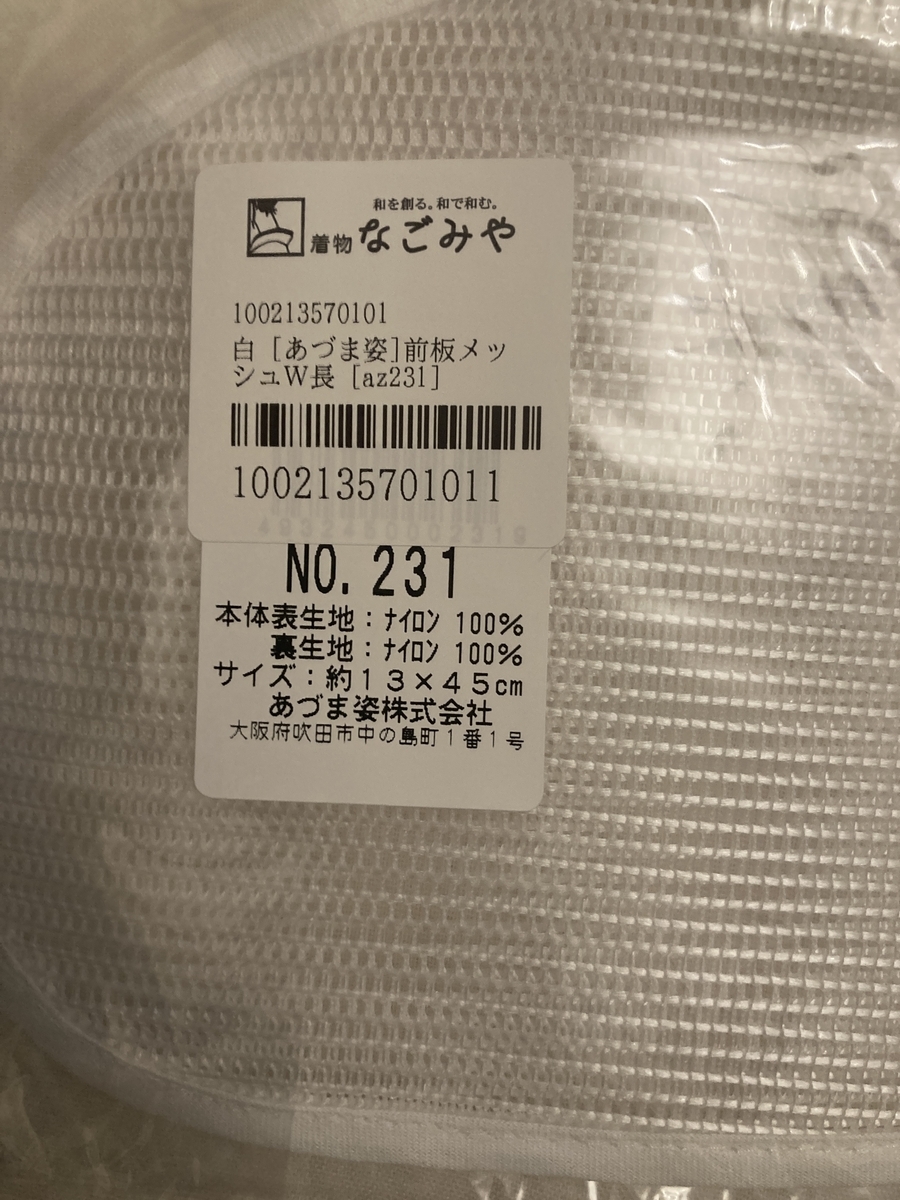 和を創る。和で和む。
着物 なごみや
100213570101
白 [あづま姿]前板メッ
シュW長 [az231]
1002135701011
NO. 231
本体表生地：ナイロン 100%
裏生地：ナイロン 100%
サイズ：約13×45cm
あづま姿株式会社
大阪府吹田市中の島町1番1号